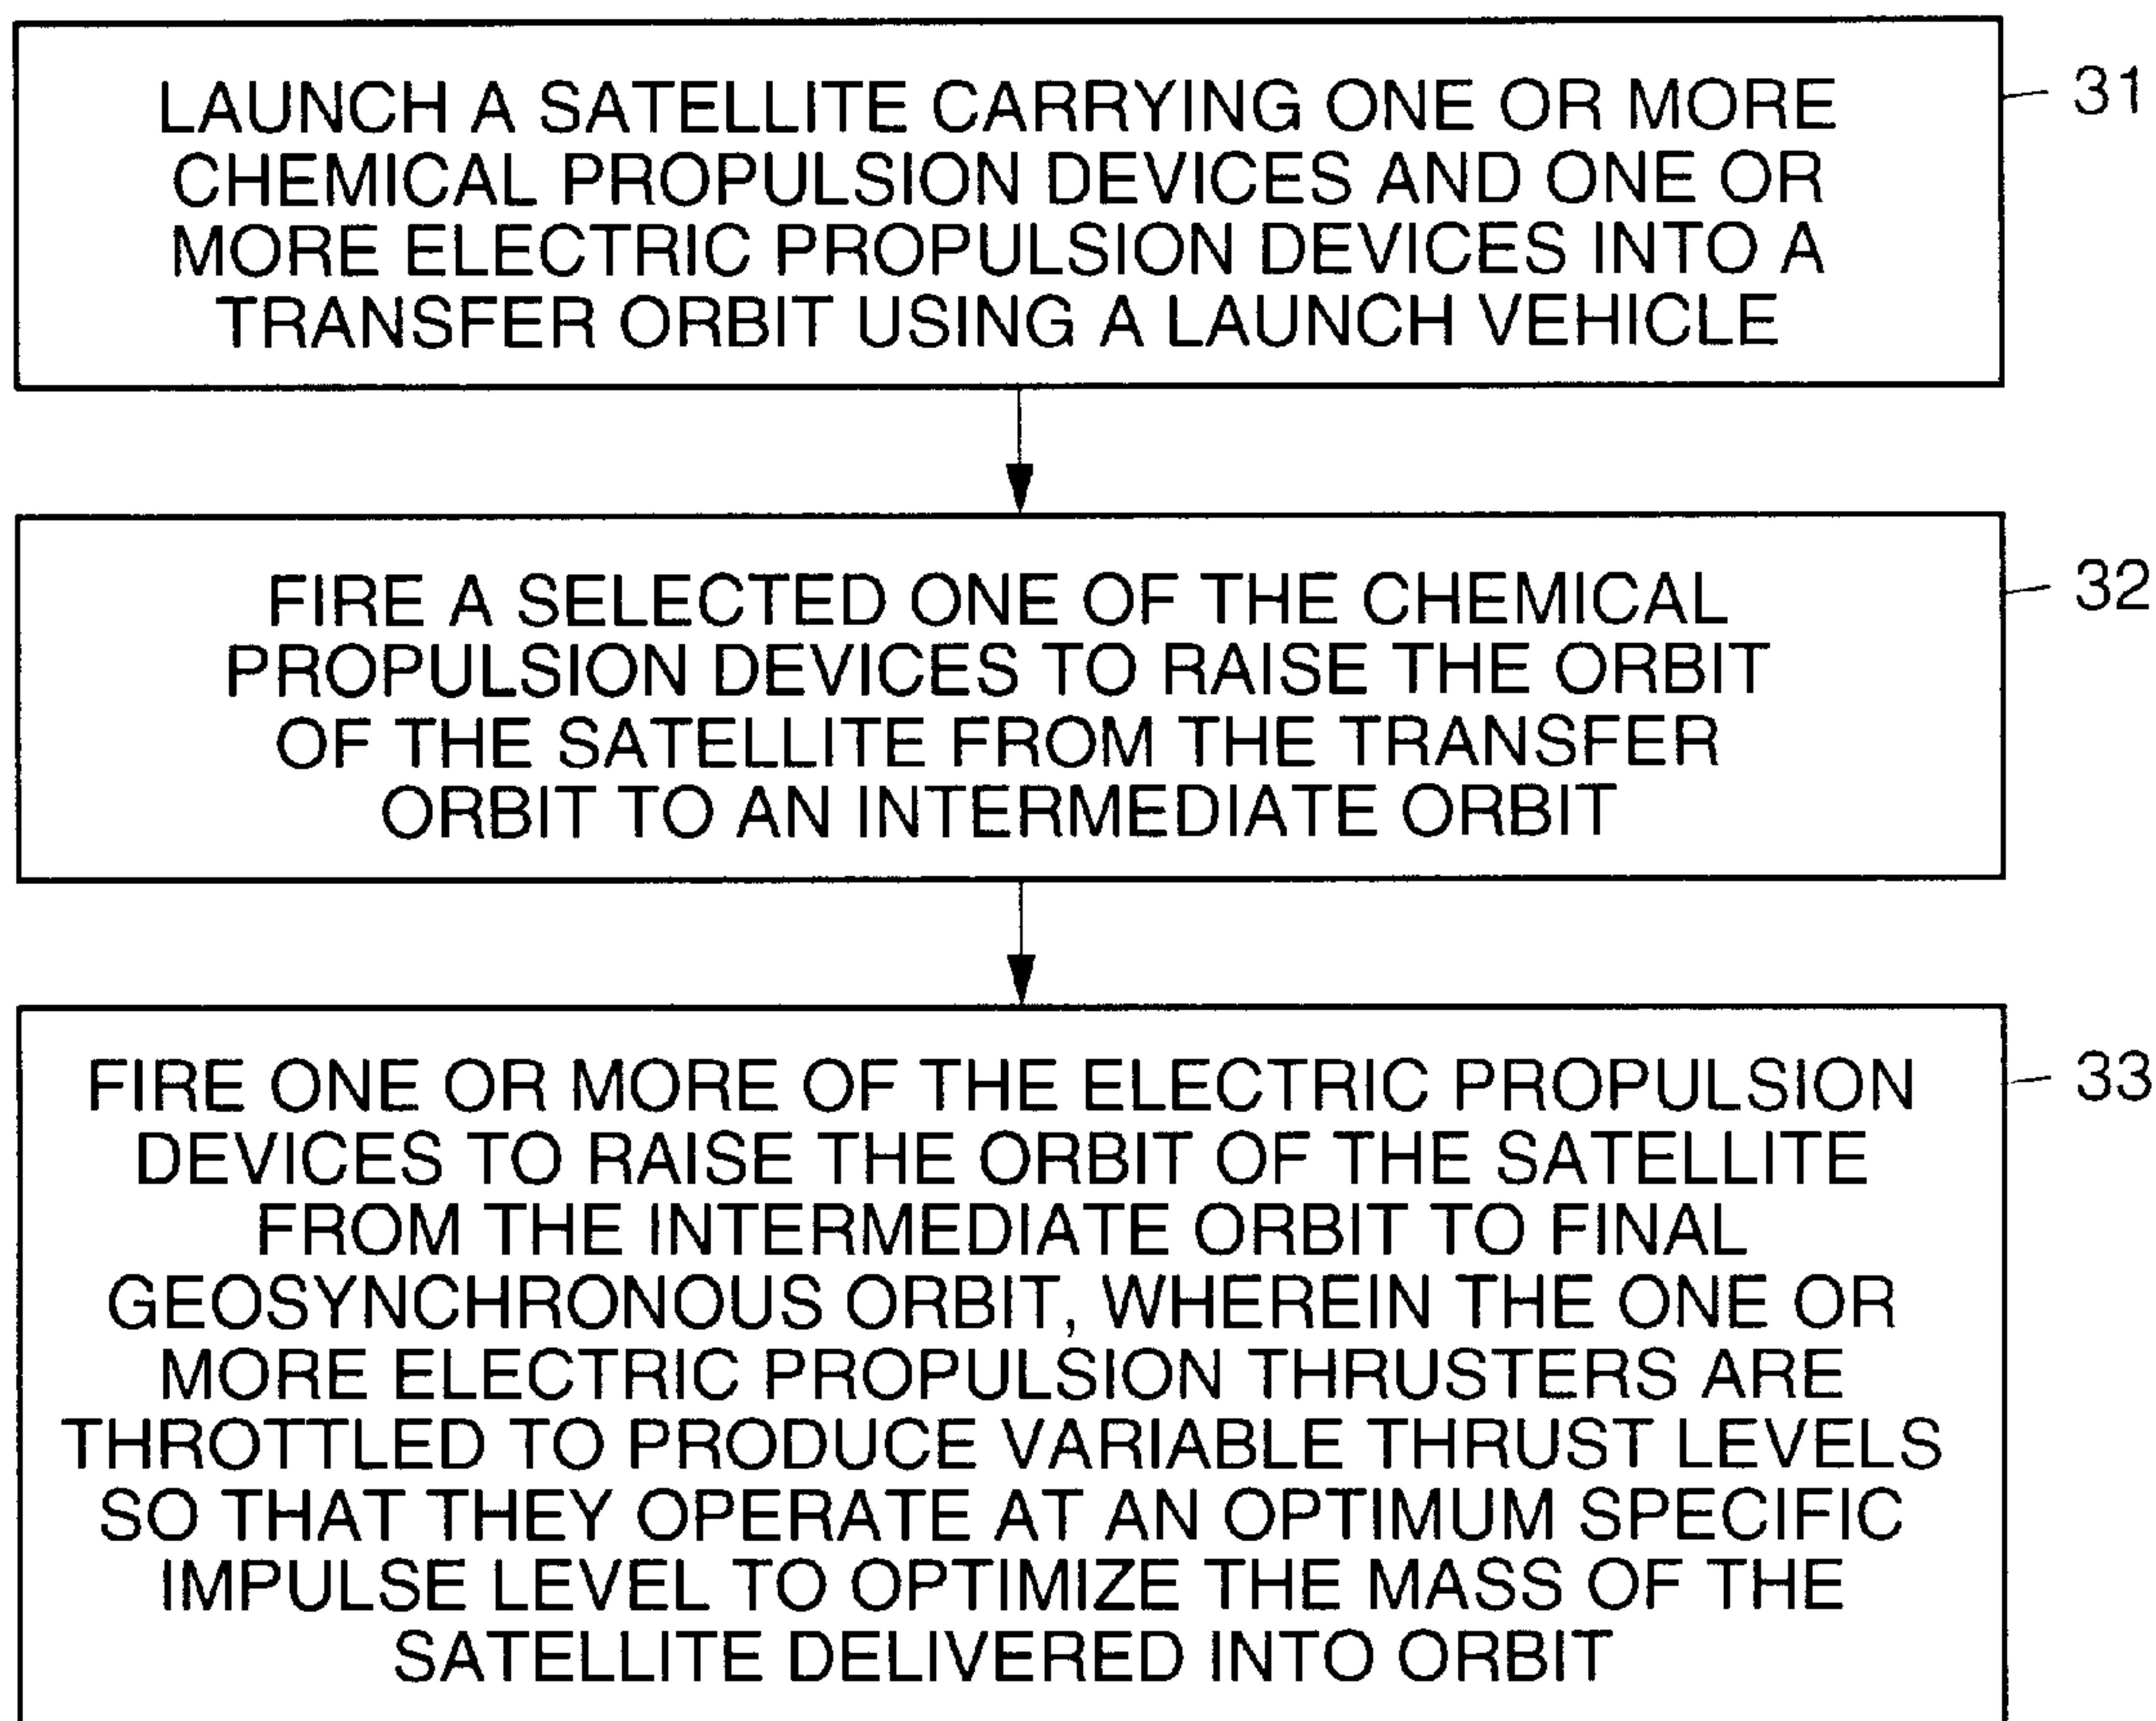 LAUNCH A SATELLITE CARRYING ONE OR MORE
CHEMICAL PROPULSION DEVICES AND ONE OR
MORE ELECTRIC PROPULSION DEVICES INTO A
TRANSFER ORBIT USING A LAUNCH VEHICLE
31
FIRE A SELECTED ONE OF THE CHEMICAL
PROPULSION DEVICES TO RAISE THE ORBIT
OF THE SATELLITE FROM THE TRANSFER
ORBIT TO AN INTERMEDIATE ORBIT
32
FIRE ONE OR MORE OF THE ELECTRIC PROPULSION
DEVICES TO RAISE THE ORBIT OF THE SATELLITE
FROM THE INTERMEDIATE ORBIT TO FINAL
GEOSYNCHRONOUS ORBIT, WHEREIN THE ONE OR
MORE ELECTRIC PROPULSION THRUSTERS ARE
THROTTLED TO PRODUCE VARIABLE THRUST LEVELS
SO THAT THEY OPERATE AT AN OPTIMUM SPECIFIC
IMPULSE LEVEL TO OPTIMIZE THE MASS OF THE
SATELLITE DELIVERED INTO ORBIT
33